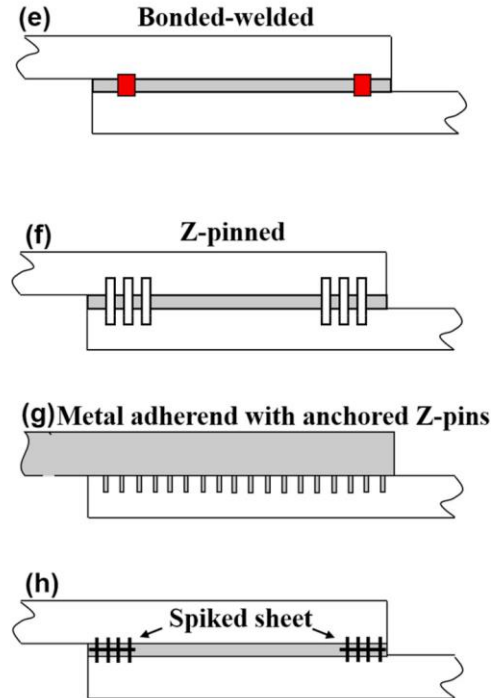 (e) Bonded-welded
(f) Z-pinned
(g) Metal adherend with anchored Z-pins
(h)
Spiked sheet